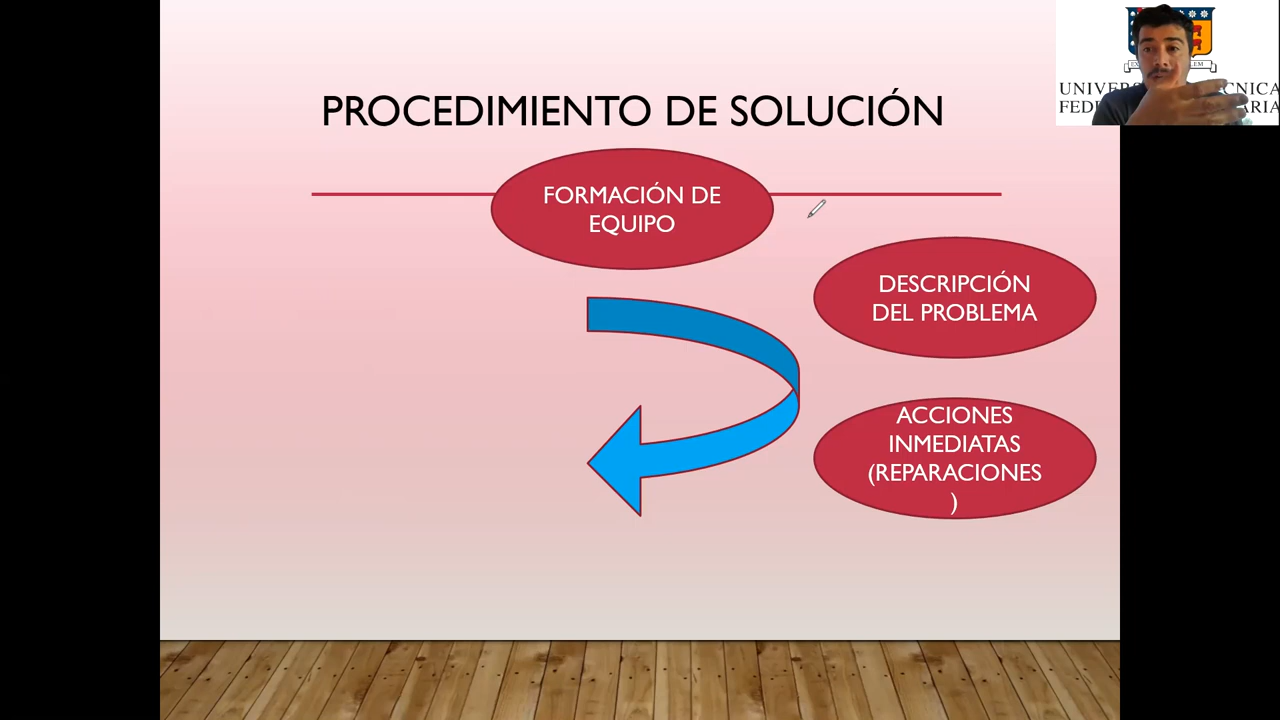 PROCEDIMIENTO DE SOLUCIÓN
FORMACIÓN DE
EQUIPO
DESCRIPCIÓN
DEL PROBLEMA
ACCIONES
INMEDIATAS
(REPARACIONES
)